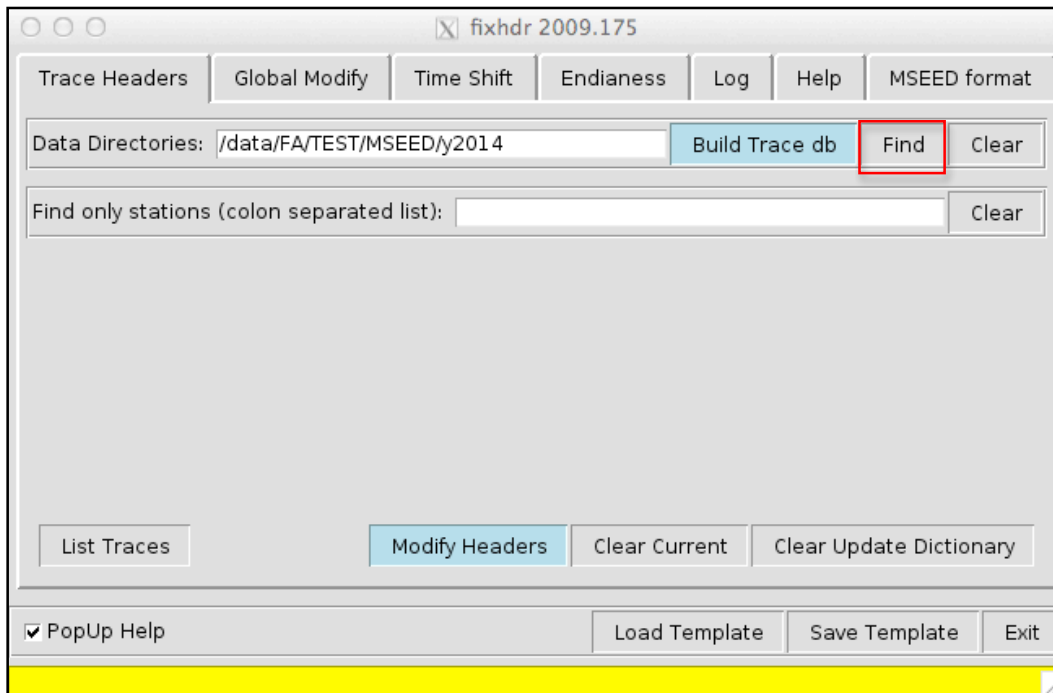 fixhdr 2009.175
Trace Headers Global Modify Time Shift Endianess Log Help MSEED format
Data Directories: /data/FA/TEST/MSEED/y2014 Build Trace db Find Clear
Find only stations (colon separated list): Clear
List Traces Modify Headers Clear Current Clear Update Dictionary
PopUp Help Load Template Save Template Exit